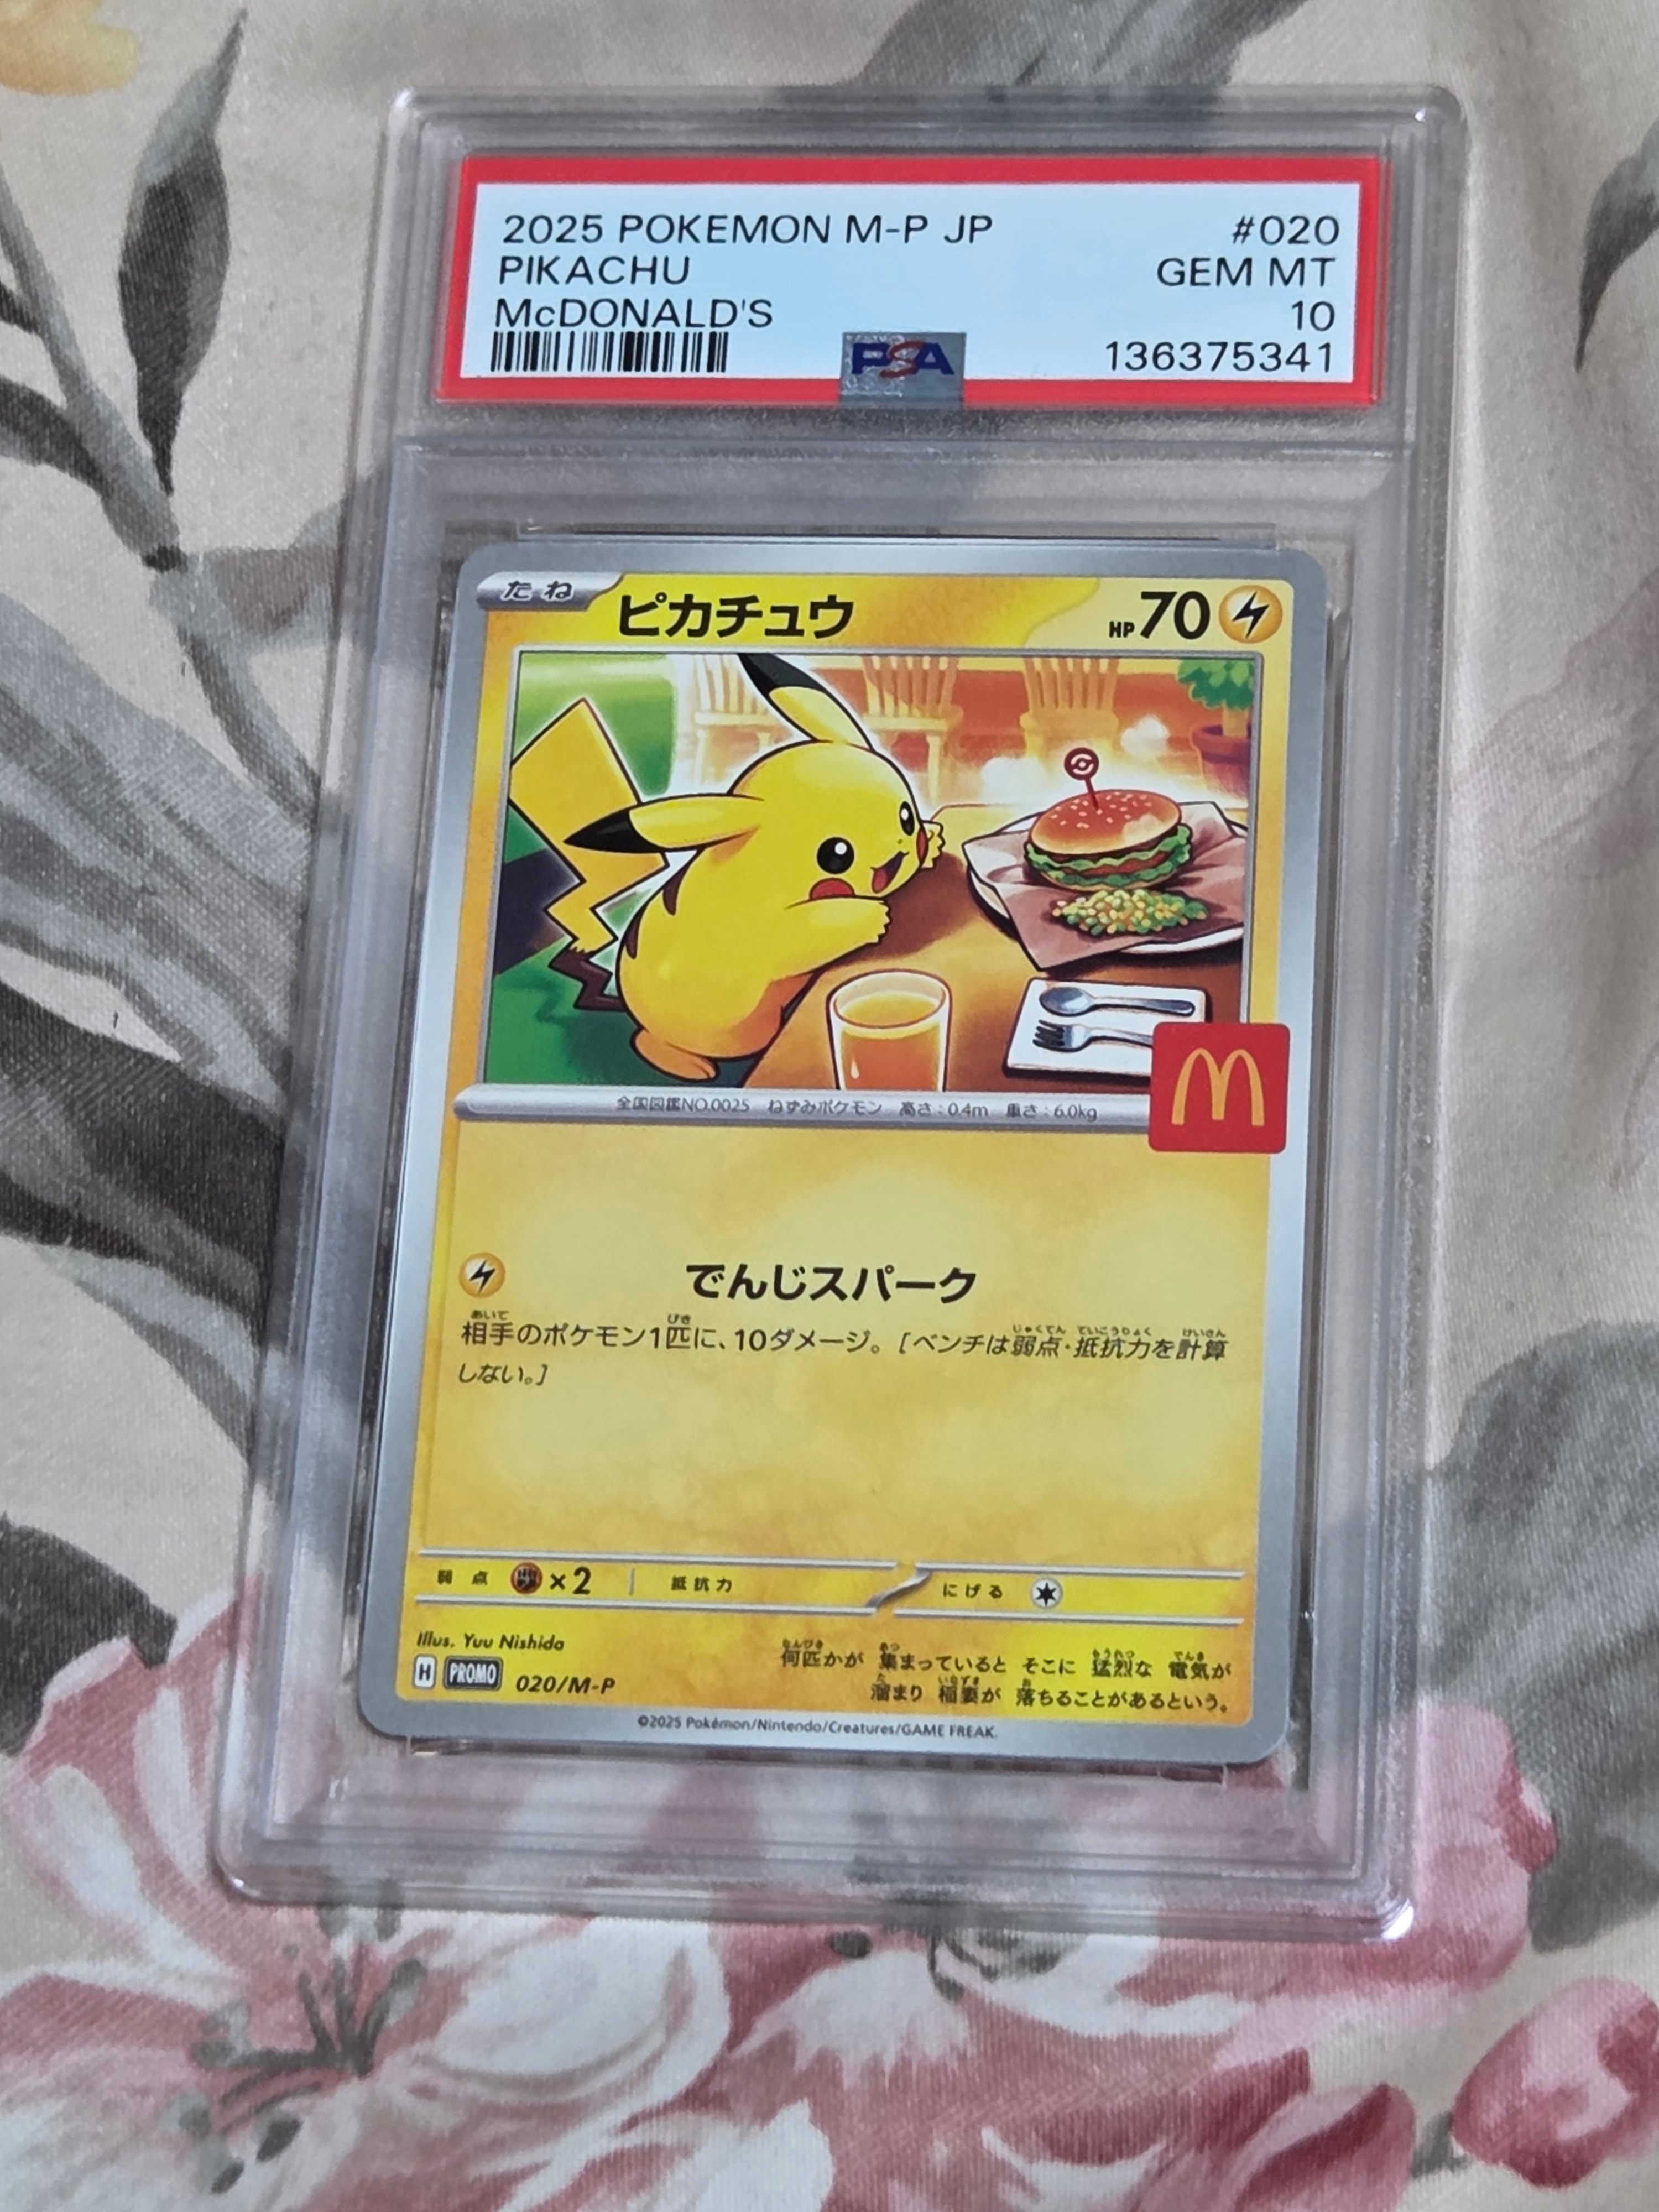 2025 POKEMON M-P JP #020
PIKACHU GEM MT
McDONALD'S 10
PSA 136375341
たね ピカチュウ HP70
全国図鑑NO.0025 ねずみポケモン 高さ:0.4m 重さ:6.0kg
M
でんじスパーク
相手のポケモン1匹に、10ダメージ。[ベンチは弱点・抵抗力を計算
しない。]
弱点 ×2 抵抗力 にげる
Illus. Yuu Nishida
何匹かが 集まっていると そこに 猛烈な 電気が
溜まり 稲妻が 落ちることがあるという。
H PROMO 020/M-P
©2025 Pokémon/Nintendo/Creatures/GAME FREAK.